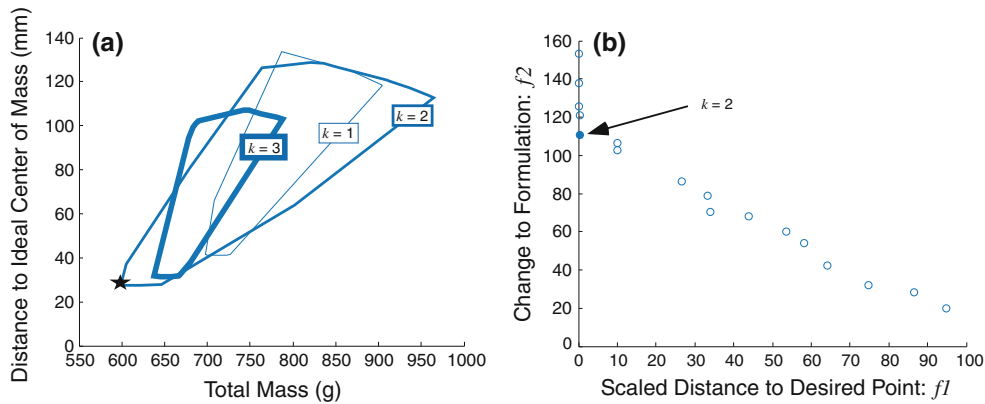 (a)
Distance to Ideal Center of Mass (mm)
140
120
100
80
60
40
20
0
k = 1
k = 2
k = 3
550 600 650 700 750 800 850 900 950 1000
Total Mass (g)
(b)
Change to Formulation: f2
160
140
120
100
80
60
40
20
0
k = 2
0 10 20 30 40 50 60 70 80 90 100
Scaled Distance to Desired Point: f1